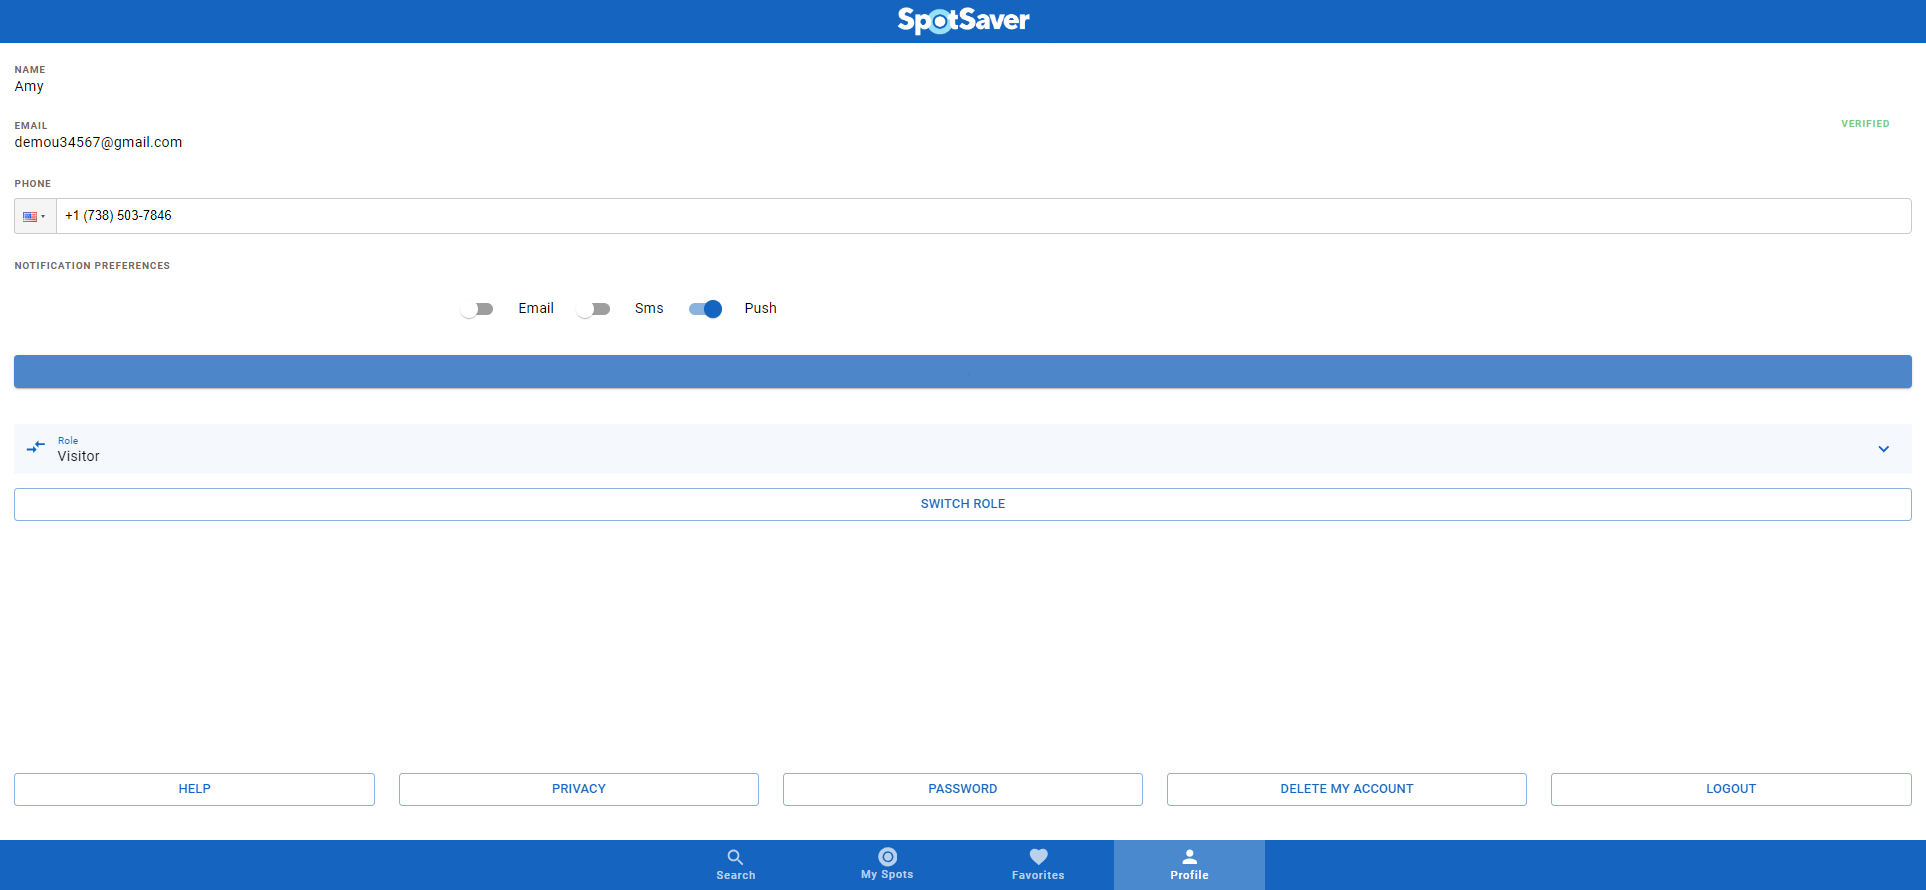 SpotSaver
NAME
Amy
EMAIL
VERIFIED
demou34567@gmail.com
PHONE
+1 (738) 503-7846
NOTIFICATION PREFERENCES
Email Sms Push
Role
Visitor
SWITCH ROLE
HELP PRIVACY PASSWORD DELETE MY ACCOUNT LOGOUT
Search My Spots Favorites Profile